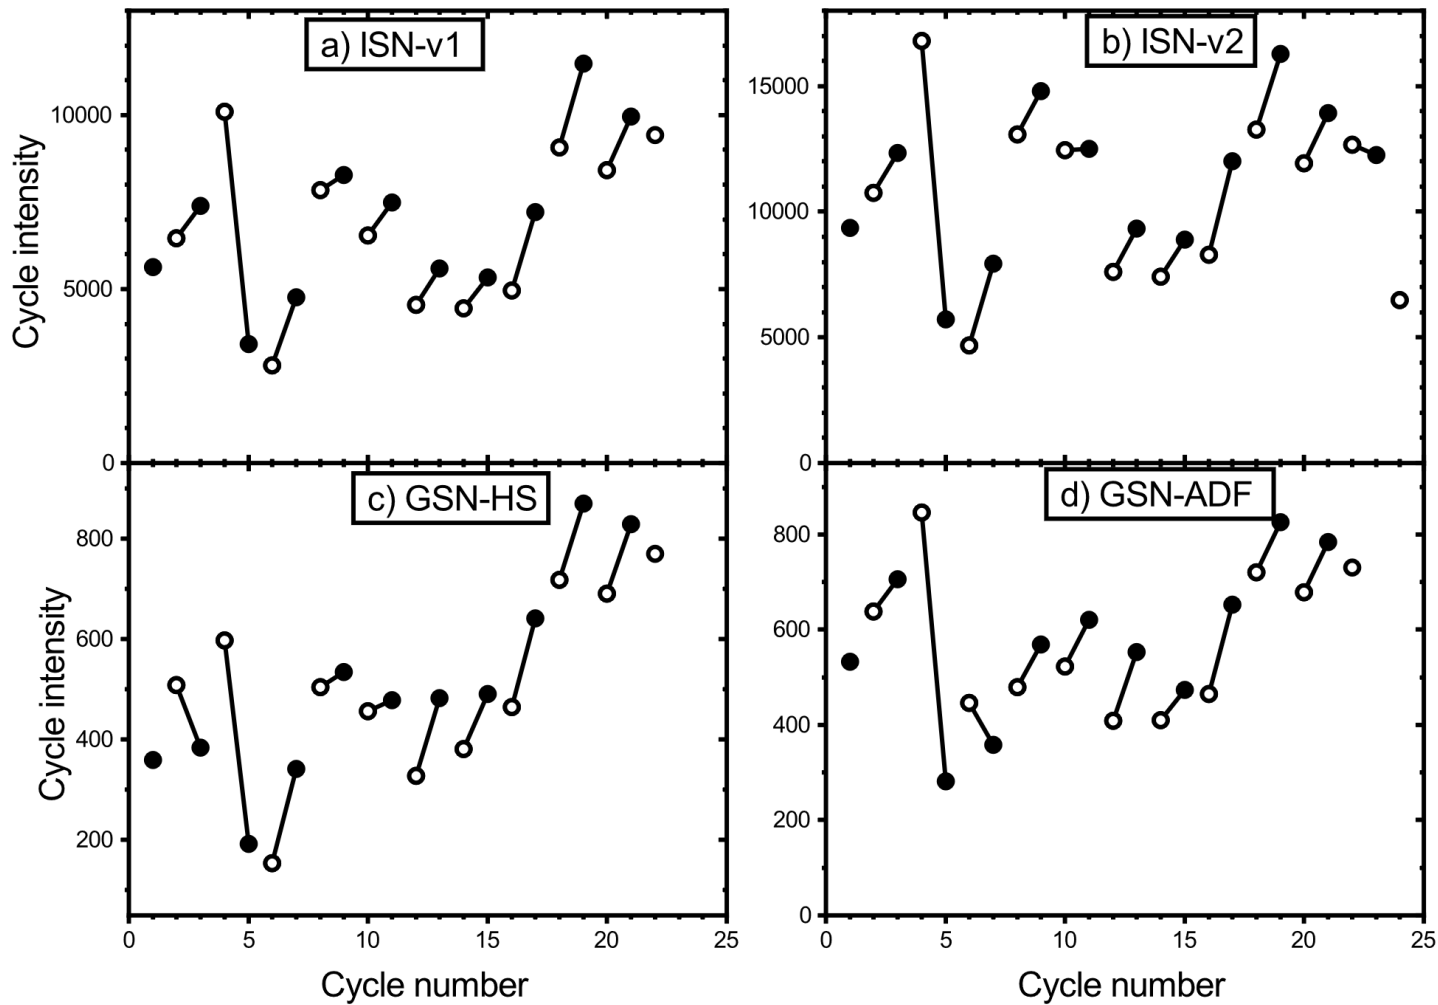 a) ISN-v1
b) ISN-v2
Cycle intensity
10000
5000
0
15000
10000
5000
0
c) GSN-HS
d) GSN-ADF
Cycle intensity
800
600
400
200
800
600
400
200
0
0 5 10 15 20 25
0 5 10 15 20 25
Cycle number
Cycle number